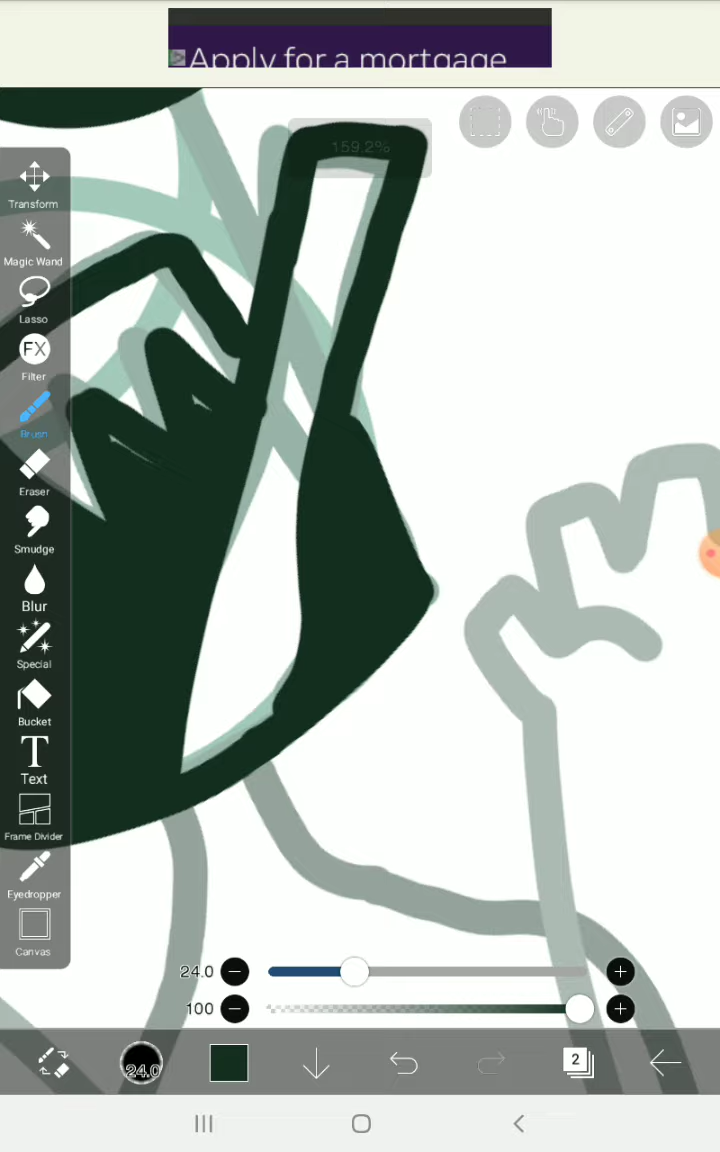 Apply for a mortgage
159.2%
Transform
Magic Wand
Lasso
FX
Filter
Brush
Eraser
Smudge
Blur
Special
Bucket
T
Text
Frame Divider
Eyedropper
Canvas
24.0
100
24.0
2